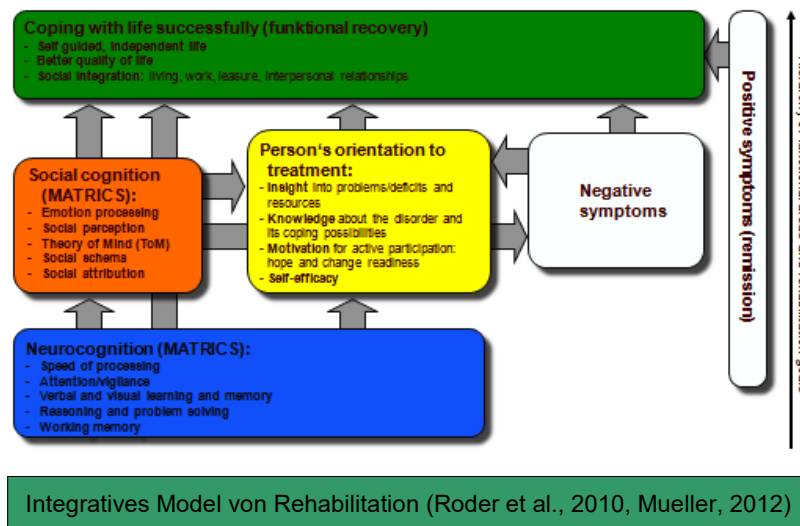 Coping with life successfully (funktional recovery)
- Self guided, independent life
- Better quality of life
- Social integration: living, work, leasure, interpersonal relationships
Social cognition
(MATRICS):
- Emotion processing
- Social perception
- Theory of Mind (ToM)
- Social schema
- Social attribution
Person's orientation to
treatment:
- Insight into problems/deficits and
resources
- Knowledge about the disorder and
its coping possibilities
- Motivation for active participation:
hope and change readiness
- Self-efficacy
Negative
symptoms
Positive symptoms (remission)
Neurocognition (MATRICS):
- Speed of processing
- Attention/vigilance
- Verbal and visual learning and memory
- Reasoning and problem solving
- Working memory
Integratives Model von Rehabilitation (Roder et al., 2010, Mueller, 2012)